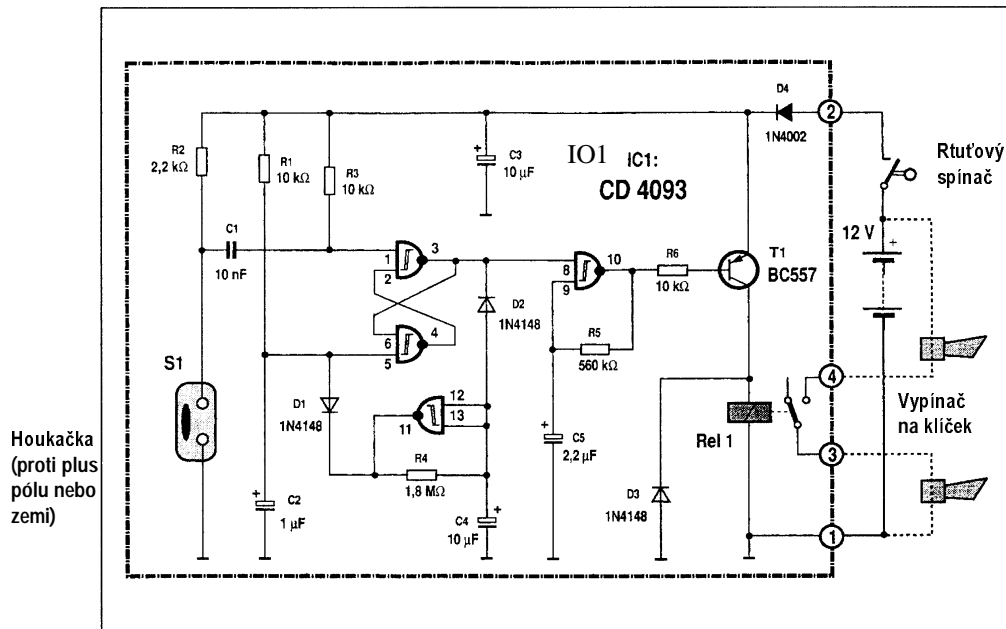 D4
2
1N4002
R2
2,2 kΩ
R1
10 kΩ
R3
10 kΩ
C3
10 µF
+
IO1 IC1:
CD 4093
Rtuťový
spínač
12 V
+
C1
10 nF
1
2
3
6
5
4
8
9
10
R6
10 kΩ
T1
BC557
D2
1N4148
R5
560 kΩ
S1
D1
1N4148
12
13
11
R4
1,8 MΩ
C5
2,2 µF
+
Rel 1
4
Vypínač
na klíček
3
Houkačka
(proti plus
pólu nebo
zemi)
C2
1 µF
+
C4
10 µF
+
D3
1N4148
1